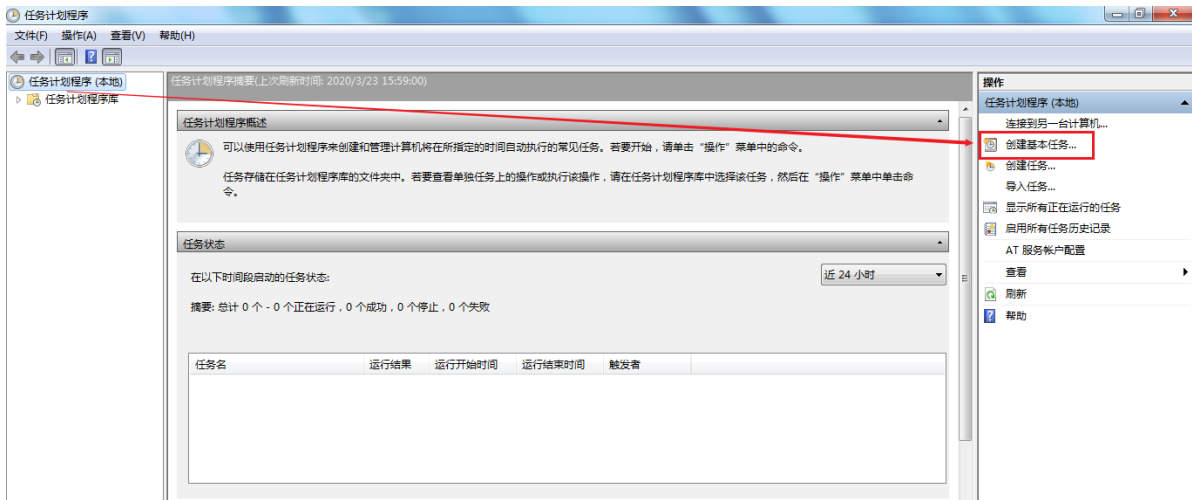 任务计划程序
文件(F) 操作(A) 查看(V) 帮助(H)
任务计划程序 (本地)
任务计划程序库
任务计划程序摘要(上次刷新时间: 2020/3/23 15:59:00)
任务计划程序概述
可以使用任务计划程序来创建和管理计算机将在所指定的时间自动执行的常见任务。若要开始，请单击“操作”菜单中的命令。
任务存储在任务计划程序库的文件夹中。若要查看单独任务上的操作或执行该操作，请在任务计划程序库中选择该任务，然后在“操作”菜单中单击命
令。
任务状态
在以下时间段启动的任务状态:
近 24 小时
摘要: 总计 0 个 - 0 个正在运行，0 个成功，0 个停止，0 个失败
任务名 运行结果 运行开始时间 运行结束时间 触发者
操作
任务计划程序 (本地)
连接到另一台计算机...
创建基本任务...
创建任务...
导入任务...
显示所有正在运行的任务
启用所有任务历史记录
AT 服务帐户配置
查看
刷新
帮助